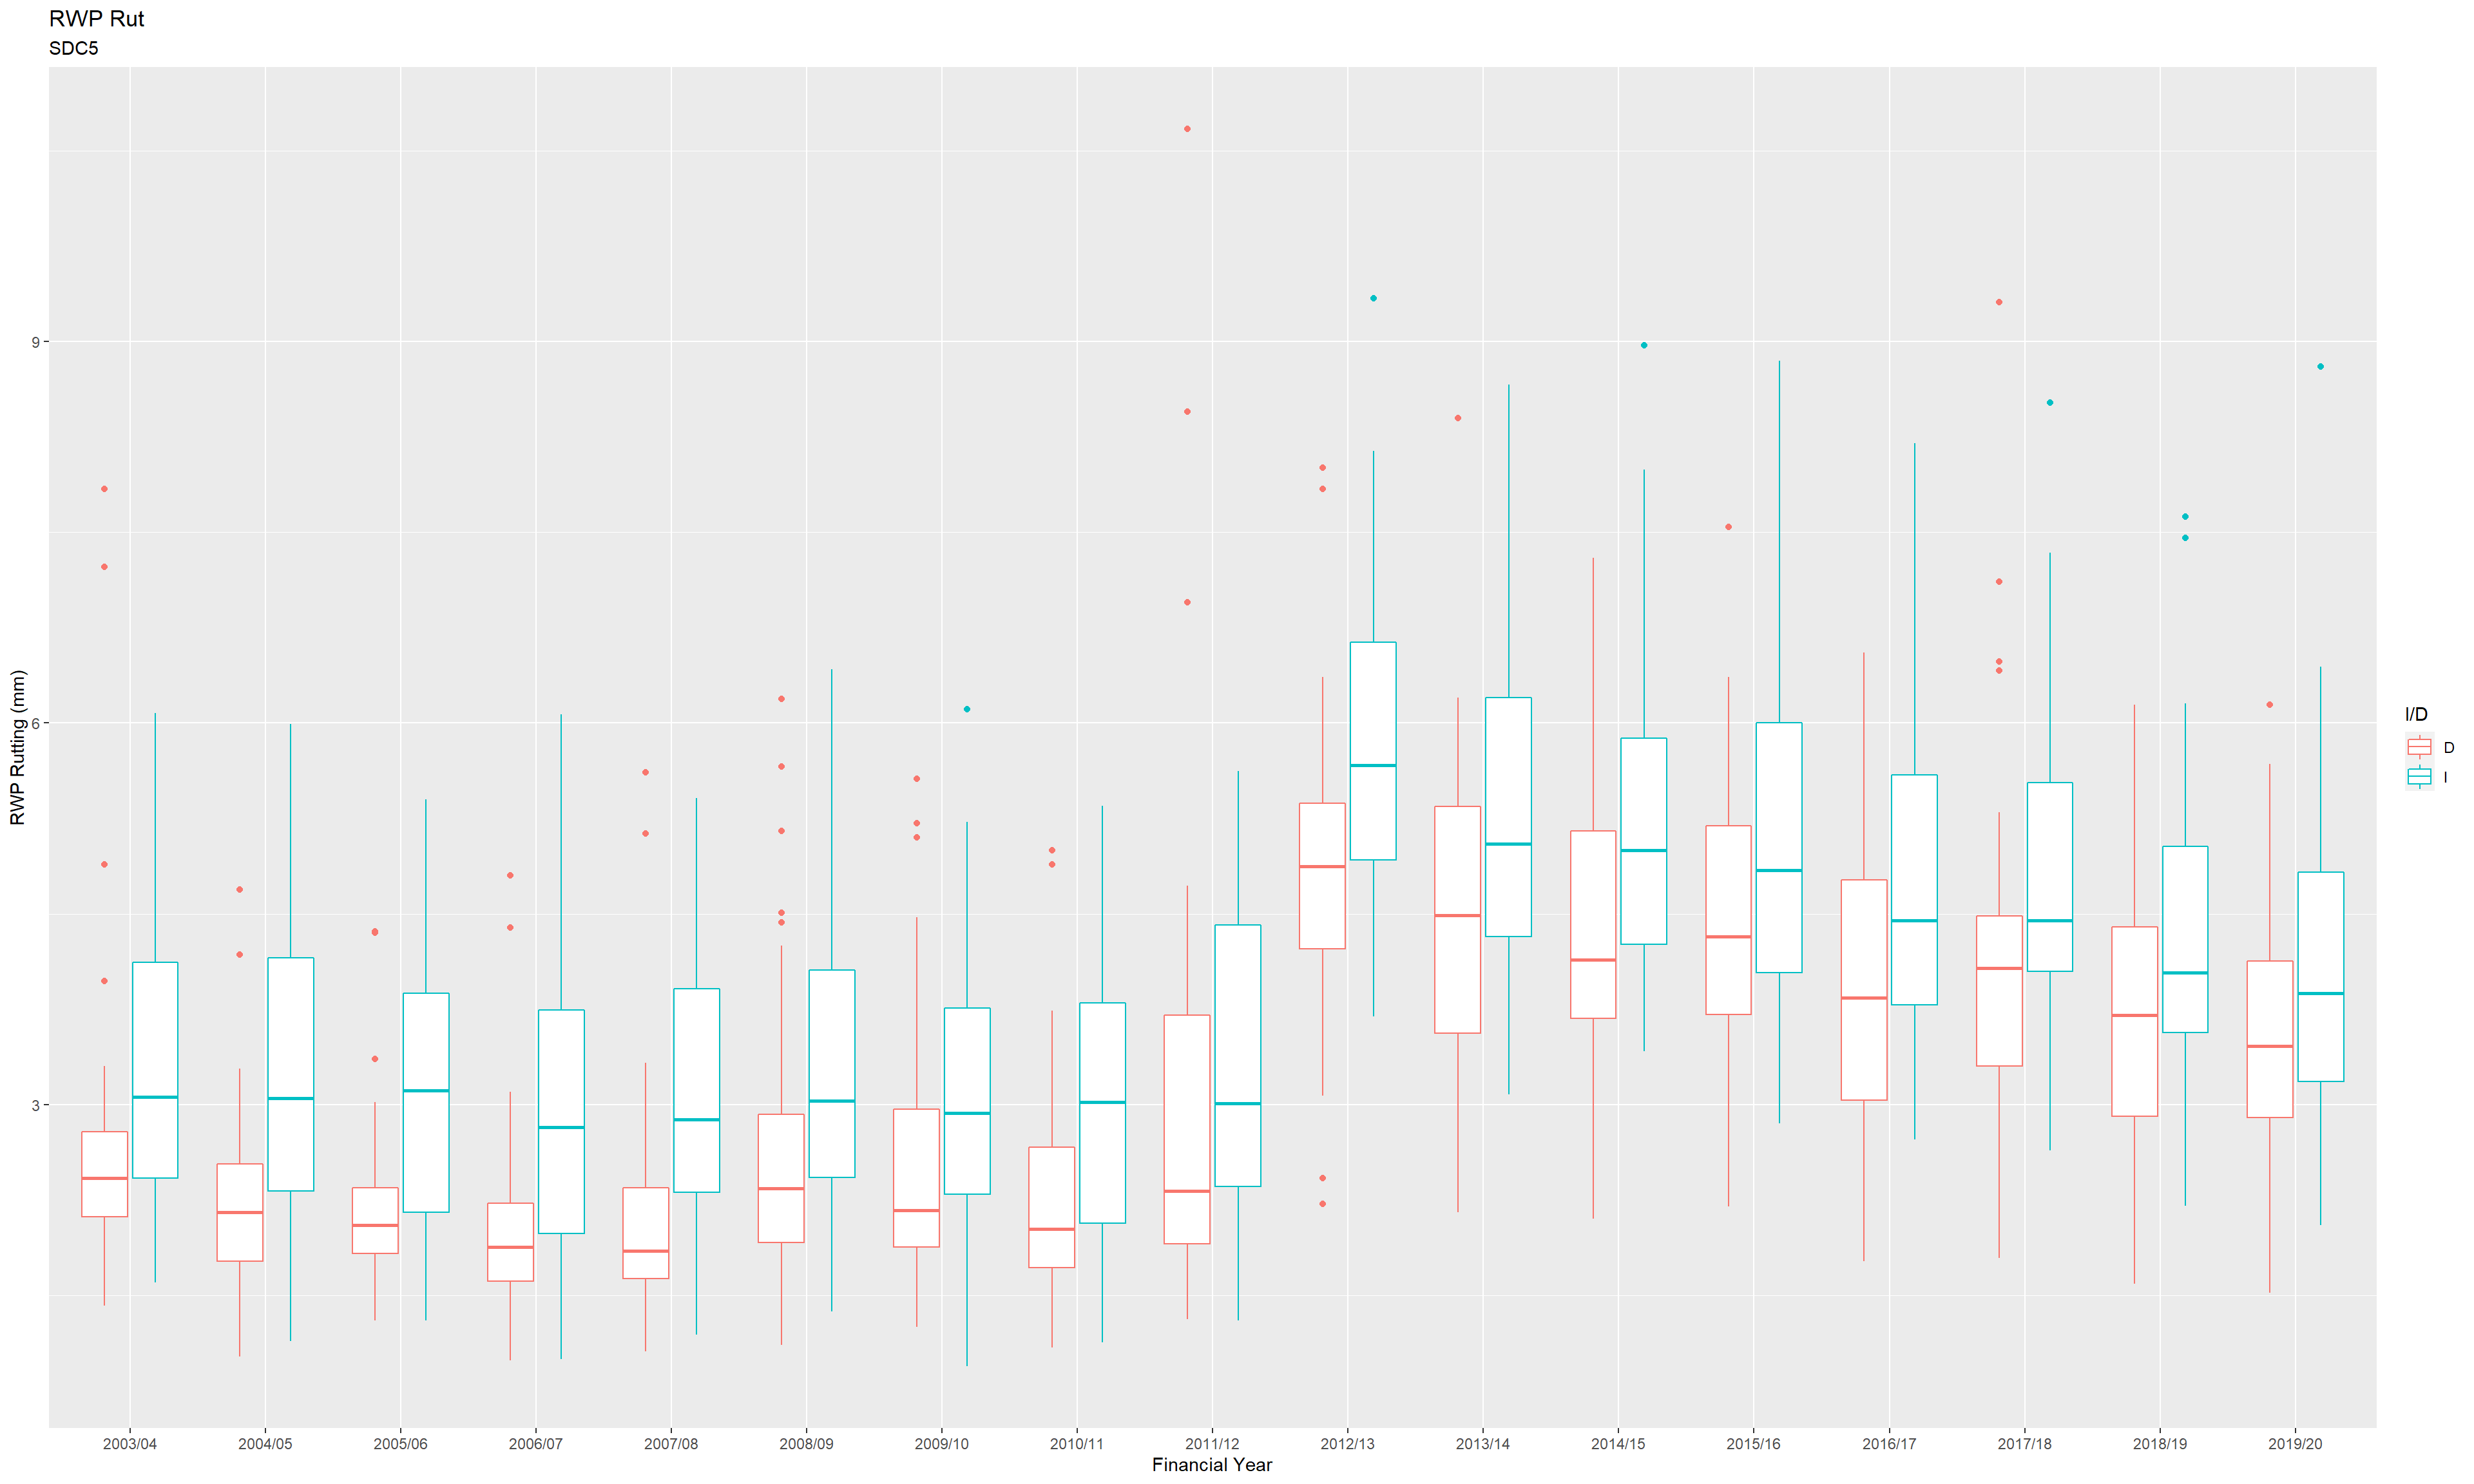 RWP Rut
SDC5
RWP Rutting (mm)
9
6
3
2003/04 2004/05 2005/06 2006/07 2007/08 2008/09 2009/10 2010/11 2011/12 2012/13 2013/14 2014/15 2015/16 2016/17 2017/18 2018/19 2019/20
Financial Year
I/D
D
I